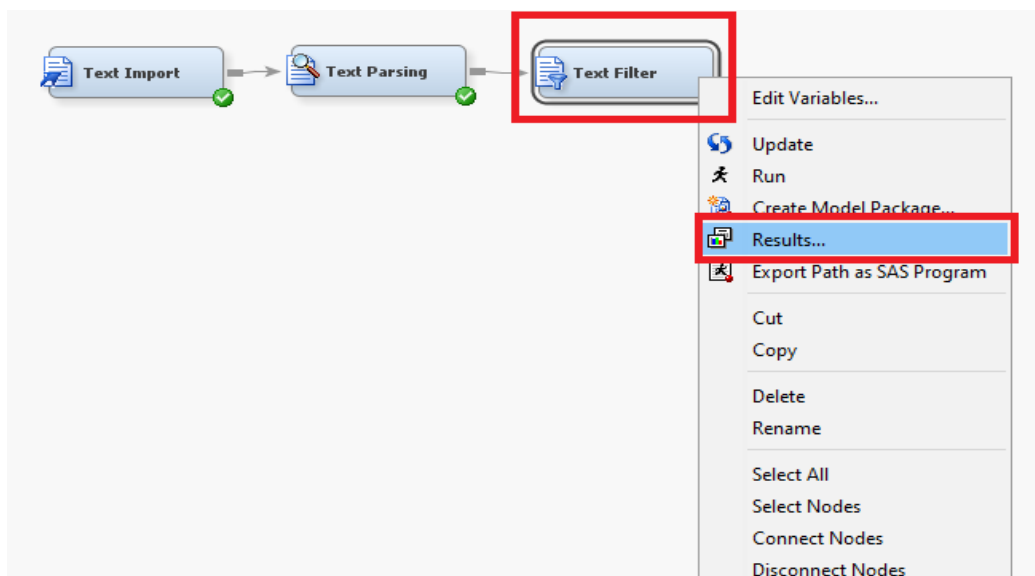 Text Import
Text Parsing
Text Filter
Edit Variables...
Update
Run
Create Model Package...
Results...
Export Path as SAS Program
Cut
Copy
Delete
Rename
Select All
Select Nodes
Connect Nodes
Disconnect Nodes